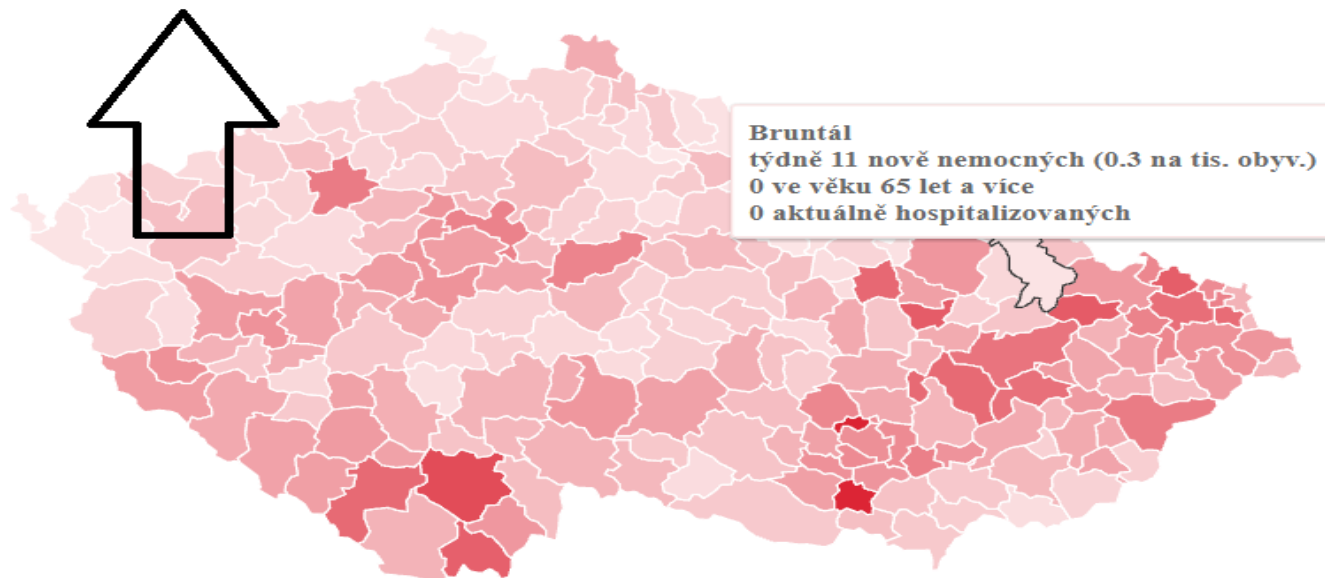 Bruntál
týdně 11 nově nemocných (0.3 na tis. obyv.)
0 ve věku 65 let a více
0 aktuálně hospitalizovaných